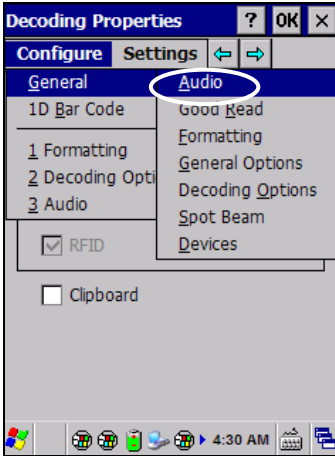 Decoding Properties ? OK ×
Configure Settings
General
1D Bar Code
1 Formatting
2 Decoding Opti
3 Audio
Audio
Good Read
Formatting
General Options
Decoding Options
Spot Beam
Devices
RFID
Clipboard
4:30 AM